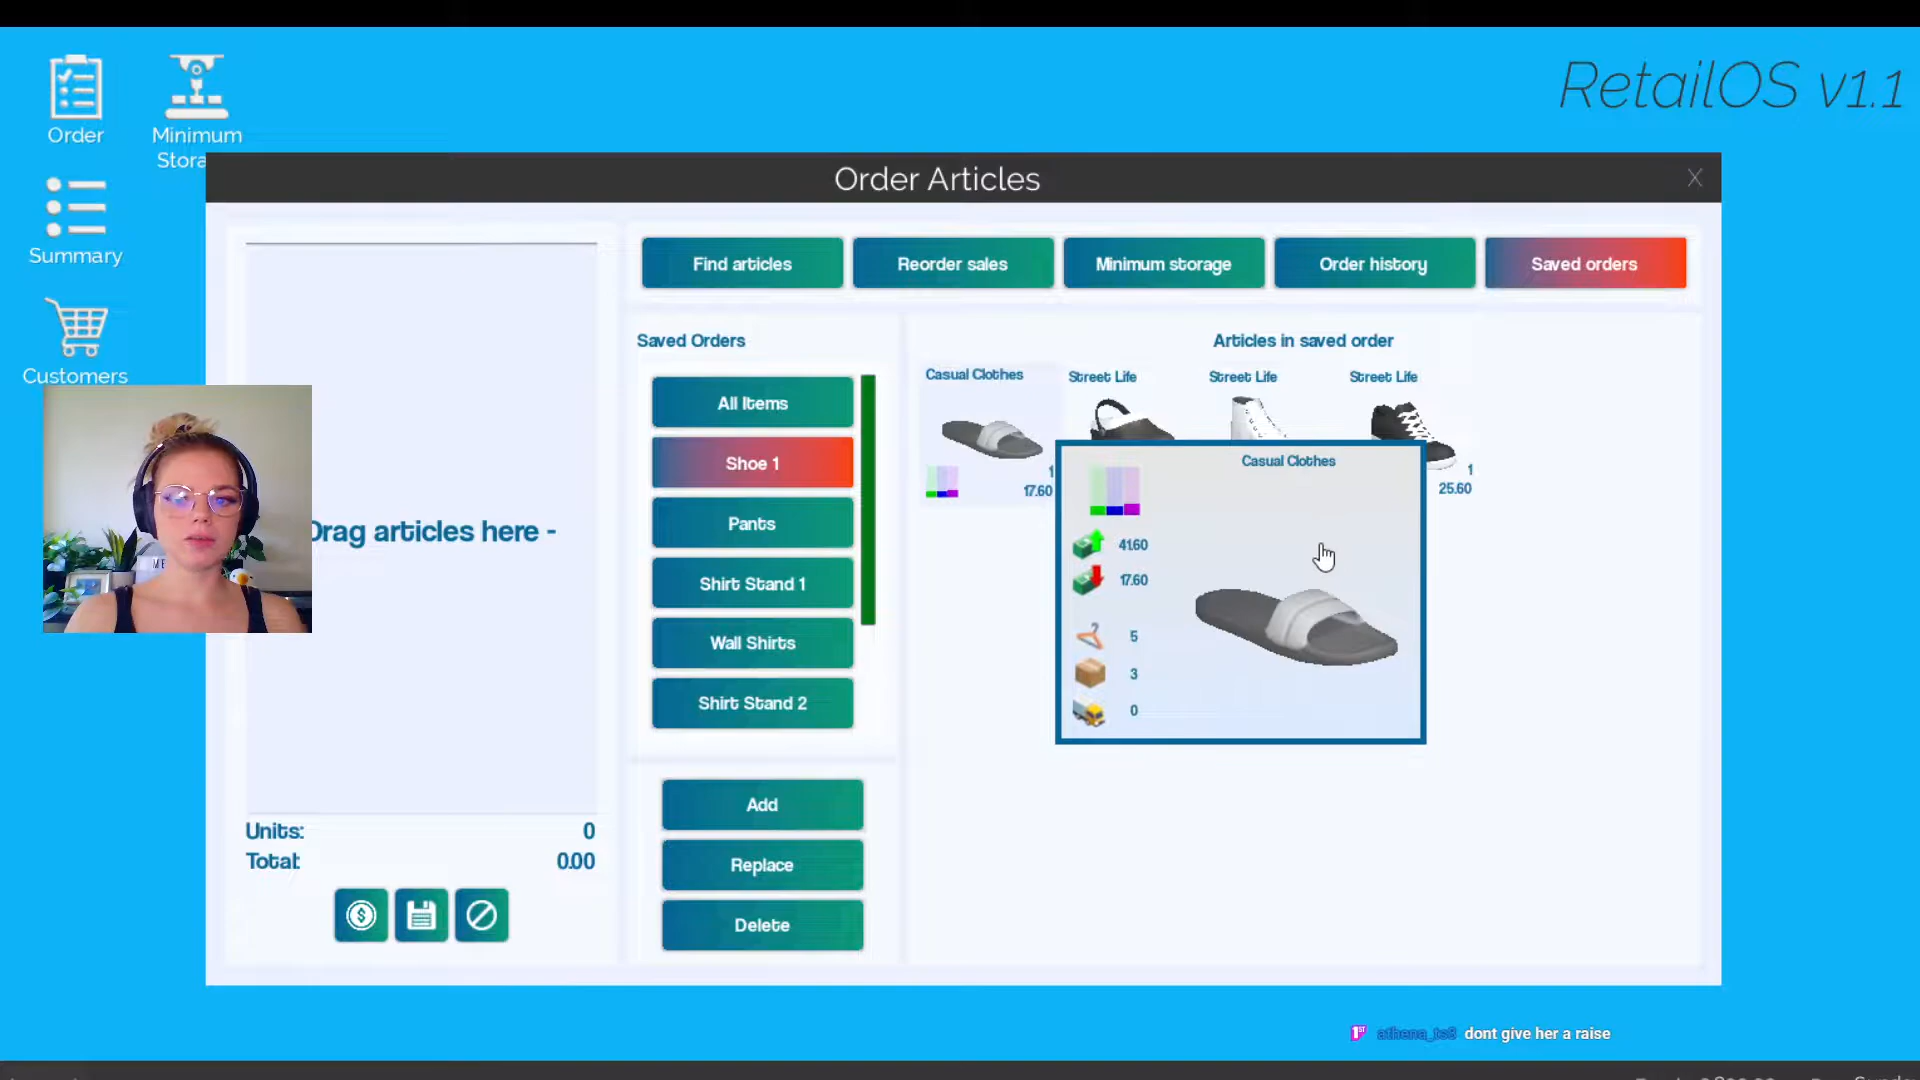 RetailOS v1.1
Order
Minimum
Stora
Summary
Customers
Order Articles
X
Find articles
Reorder sales
Minimum storage
Order history
Saved orders
Saved Orders
All Items
Shoe 1
Pants
Shirt Stand 1
Wall Shirts
Shirt Stand 2
Add
Replace
Delete
Articles in saved order
Casual Clothes
Street Life
Street Life
Street Life
1
17.60
1
25.60
Casual Clothes
41.60
17.60
5
3
0
Drag articles here -
Units: 0
Total: 0.00
athena_ts8 dont give her a raise